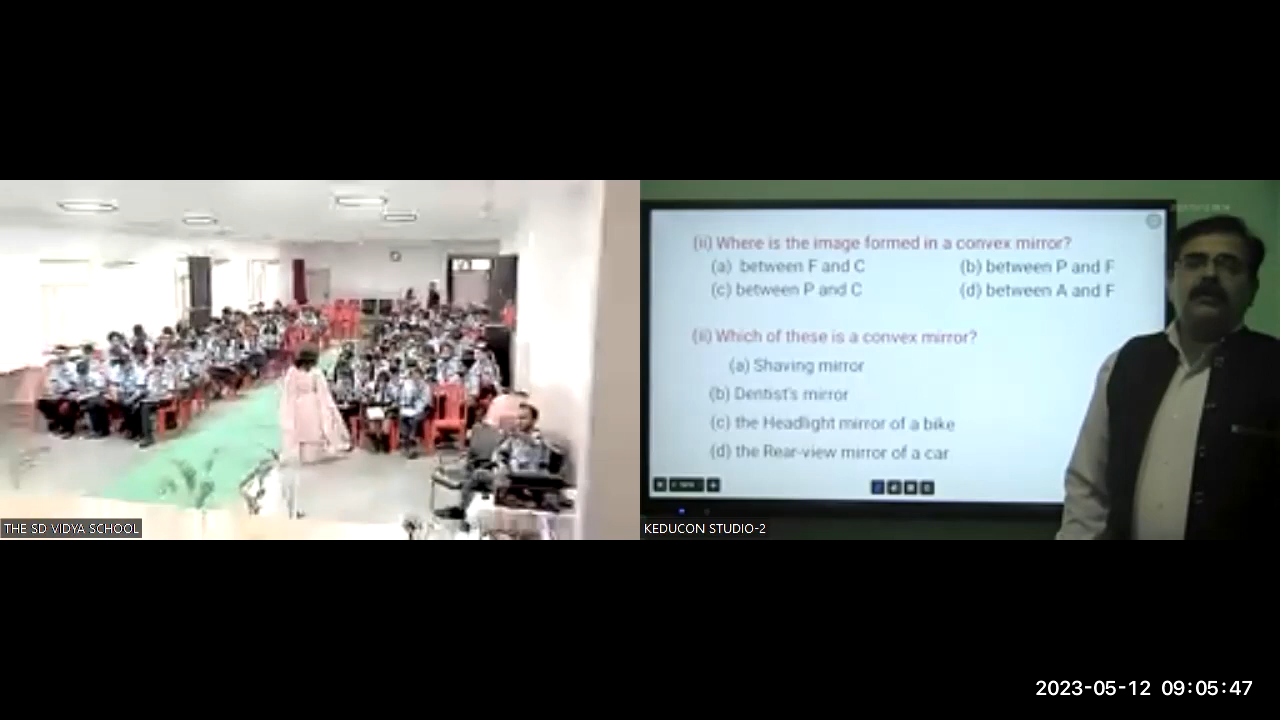 (ii) Where is the image formed in a convex mirror?
(a) between F and C (b) between P and F
(c) between P and C (d) between A and F
(ii) Which of these is a convex mirror?
(a) Shaving mirror
(b) Dentist's mirror
(c) the Headlight mirror of a bike
(d) the Rear-view mirror of a car
THE SD VIDYA SCHOOL
KEDUCON STUDIO-2
2023-05-12 09:05:47